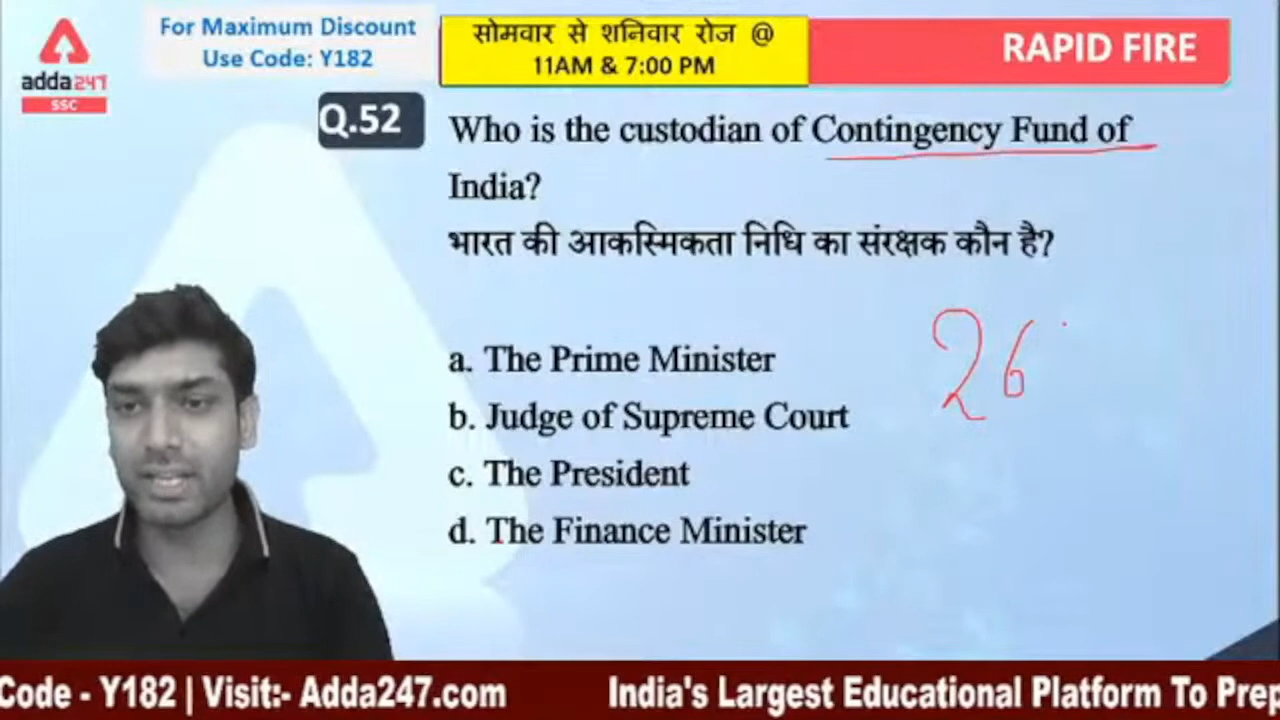 For Maximum Discount
Use Code: Y182
सोमवार से शनिवार रोज @
11AM & 7:00 PM
RAPID FIRE
adda247
SSC
Q.52
Who is the custodian of Contingency Fund of
India?
भारत की आकस्मिकता निधि का संरक्षक कौन है?
26
a. The Prime Minister
b. Judge of Supreme Court
c. The President
d. The Finance Minister
Code - Y182 | Visit:- Adda247.com India's Largest Educational Platform To Prep